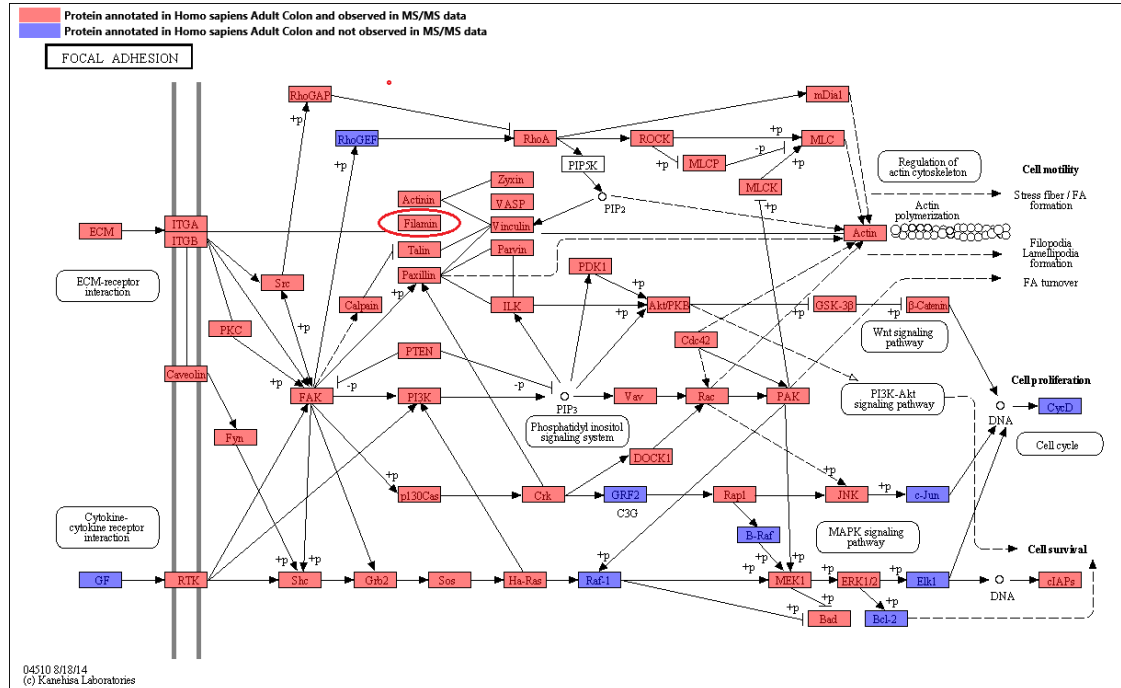 Protein annotated in Homo sapiens Adult Colon and observed in MS/MS data
Protein annotated in Homo sapiens Adult Colon and not observed in MS/MS data
FOCAL ADHESION
RhoGAP
mDia1
+p
RhoGEF
RhoA
ROCK
+p
MLC
+p
-p
+p
MLCP
+p
PIP5K
MLCK
+p
Regulation of
actin cytoskeleton
Cell motility
Zyxin
Actinin
VASP
PIP2
Stress fiber / FA
formation
Actin
polymerization
Filamin
Vinculin
ITGA
ECM
ITGB
Actin
Talin
Parvin
Filopodia
Lamellipodia
formation
ECM-receptor
interaction
Src
Paxillin
PDK1
+p
FA turnover
+p
+p
Calpain
ILK
Akt/PKB
GSK-3β
+p
+p
β-Catenin
PKC
+p
+p
Cdc42
Wnt signaling
pathway
PTEN
Caveolin
+p
-p
-p
Cell proliferation
FAK
PI3K
PIP3
Vav
Rac
PAK
PI3K-Akt
signaling pathway
DNA
CycD
Phosphatidyl inositol
signaling system
Fyn
Cell cycle
DOCK1
+p
p130Cas
Crk
GRF2
Rap1
JNK
+p
c-Jun
C3G
Cytokine-
cytokine receptor
interaction
B-Raf
MAPK signaling
pathway
+p
+p
+p
+p
+p
Cell survival
GF
RTK
Shc
Grb2
Sos
Ha-Ras
Raf-1
MEK1
+p
ERK1/2
+p
Elk1
DNA
cIAPs
+p
+p
+p
Bad
Bcl-2
04510 8/18/14
(c) Kanehisa Laboratories